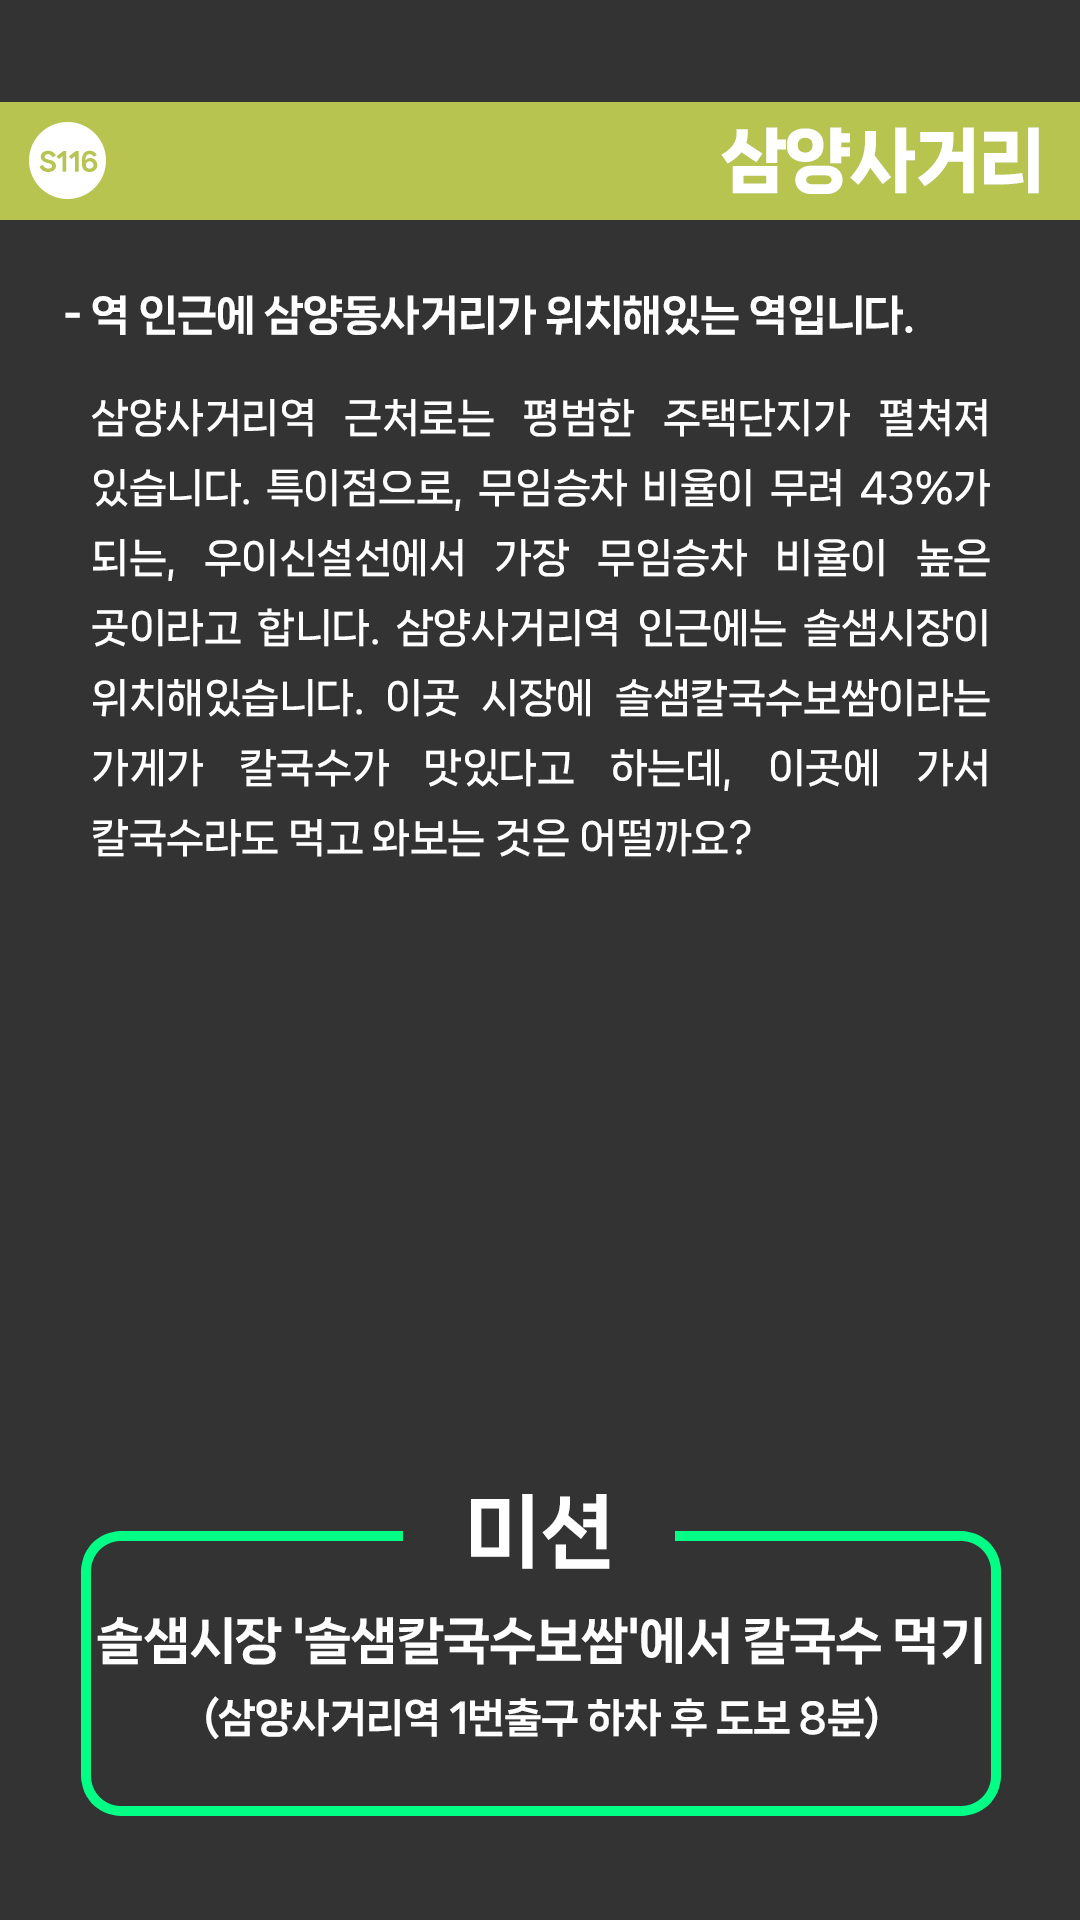 S116
삼양사거리
- 역 인근에 삼양동사거리가 위치해있는 역입니다.
삼양사거리역 근처로는 평범한 주택단지가 펼쳐져
있습니다. 특이점으로, 무임승차 비율이 무려 43%가
되는, 우이신설선에서 가장 무임승차 비율이 높은
곳이라고 합니다. 삼양사거리역 인근에는 솔샘시장이
위치해있습니다. 이곳 시장에 솔샘칼국수보쌈이라는
가게가 칼국수가 맛있다고 하는데, 이곳에 가서
칼국수라도 먹고 와보는 것은 어떨까요?
미션
솔샘시장 '솔샘칼국수보쌈'에서 칼국수 먹기
(삼양사거리역 1번출구 하차 후 도보 8분)